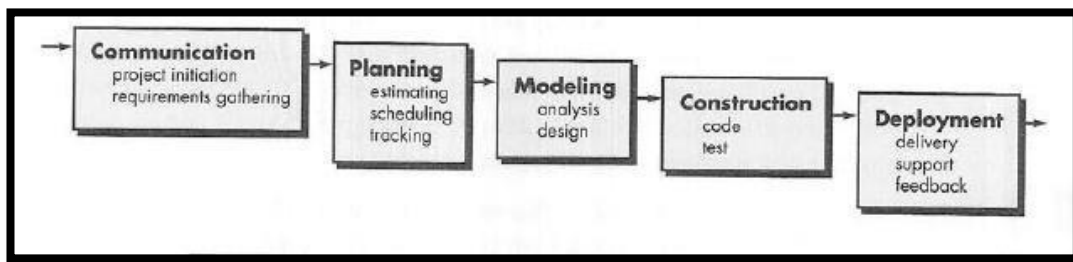 Communication
project initiation
requirements gathering
Planning
estimating
scheduling
tracking
Modeling
analysis
design
Construction
code
test
Deployment
delivery
support
feedback